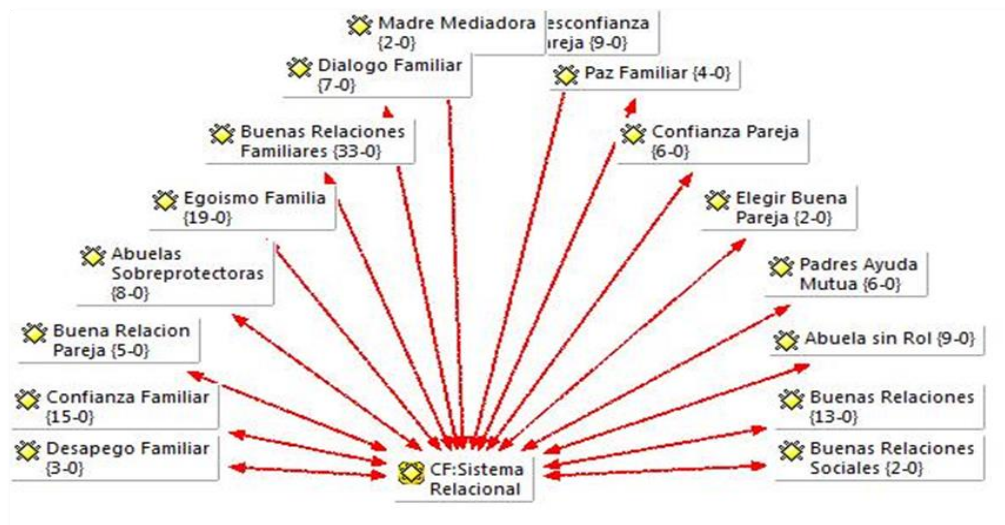 Madre Mediadora
{2-0}
esconfianza
areja {9-0}
Dialogo Familiar
{7-0}
Paz Familiar {4-0}
Buenas Relaciones
Familiares {33-0}
Confianza Pareja
{6-0}
Egoismo Familia
{19-0}
Elegir Buena
Pareja {2-0}
Abuelas
Sobreprotectoras
{8-0}
Padres Ayuda
Mutua {6-0}
Buena Relacion
Pareja {5-0}
Abuela sin Rol {9-0}
Confianza Familiar
{15-0}
Buenas Relaciones
{13-0}
Desapego Familiar
{3-0}
Buenas Relaciones
Sociales {2-0}
CF:Sistema
Relacional